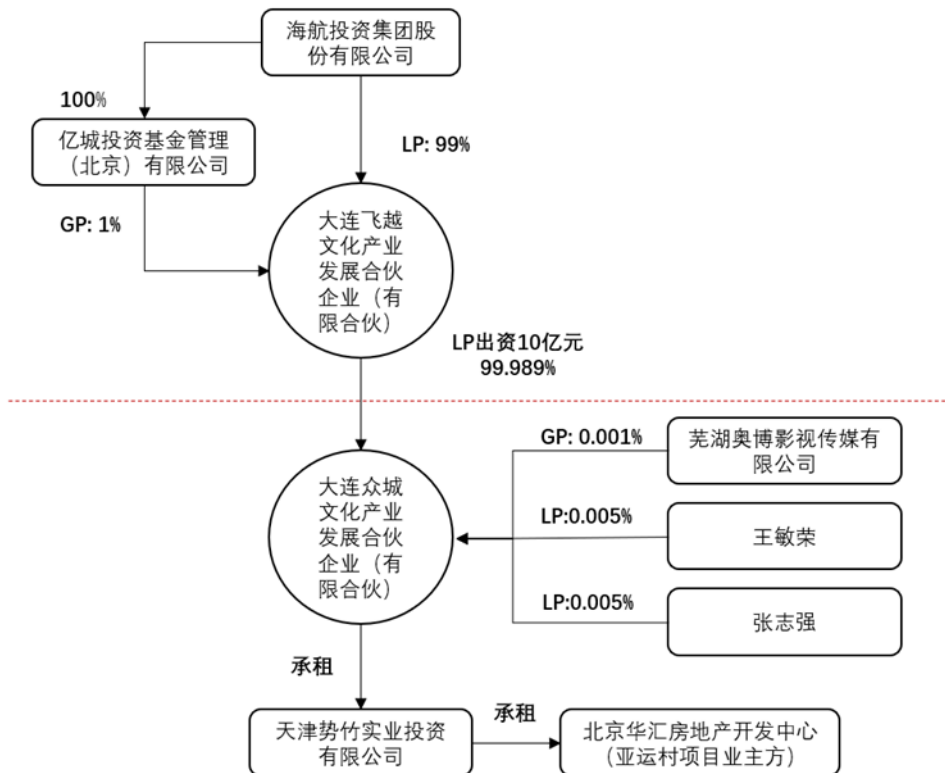 海航投资集团股
份有限公司
100%
亿城投资基金管理
（北京）有限公司
LP: 99%
GP: 1%
大连飞越
文化产业
发展合伙
企业（有
限合伙）
LP出资10亿元
99.989%
GP: 0.001%
芜湖奥博影视传媒有
限公司
大连众城
文化产业
发展合伙
企业（有
限合伙）
LP:0.005%
王敏荣
LP:0.005%
张志强
承租
天津势竹实业投资
有限公司
承租
北京华汇房地产开发中心
（亚运村项目业主方）